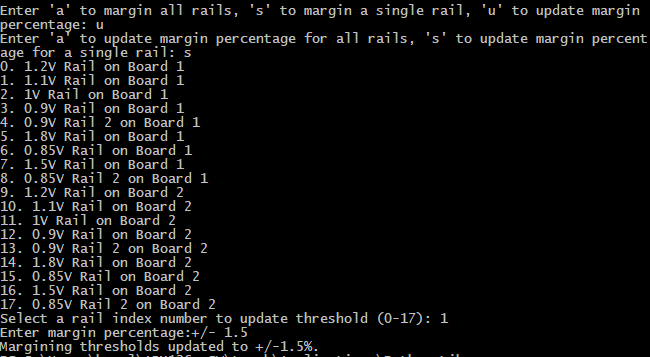 Enter 'a' to margin all rails, 's' to margin a single rail, 'u' to update margin
percentage: u
Enter 'a' to update margin percentage for all rails, 's' to update margin percent
age for a single rail: s
0. 1.2V Rail on Board 1
1. 1.1V Rail on Board 1
2. 1V Rail on Board 1
3. 0.9V Rail on Board 1
4. 0.9V Rail 2 on Board 1
5. 1.8V Rail on Board 1
6. 0.85V Rail on Board 1
7. 1.5V Rail on Board 1
8. 0.85V Rail 2 on Board 1
9. 1.2V Rail on Board 2
10. 1.1V Rail on Board 2
11. 1V Rail on Board 2
12. 0.9V Rail on Board 2
13. 0.9V Rail 2 on Board 2
14. 1.8V Rail on Board 2
15. 0.85V Rail on Board 2
16. 1.5V Rail on Board 2
17. 0.85V Rail 2 on Board 2
Select a rail index number to update threshold (0-17): 1
Enter margin percentage:+/- 1.5
Margining thresholds updated to +/-1.5%.